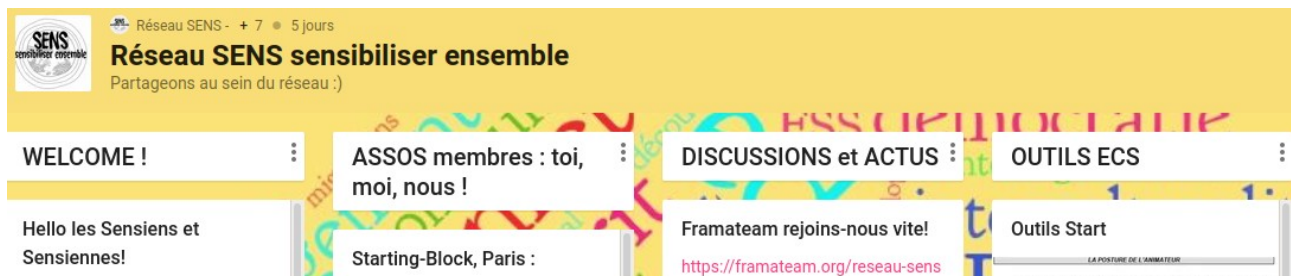 SENS
sensibiliser ensemble
Réseau SENS - + 7 5 jours
Réseau SENS sensibiliser ensemble
Partageons au sein du réseau :)
ESS démocratie
WELCOME !
ASSOS membres : toi,
moi, nous !
DISCUSSIONS et ACTUS
OUTILS ECS
Hello les Sensiens et
Sensiennes!
Starting-Block, Paris :
Framateam rejoins-nous vite!
https://framateam.org/reseau-sens
Outils Start
LA POSTURE DE L'ANIMATEUR